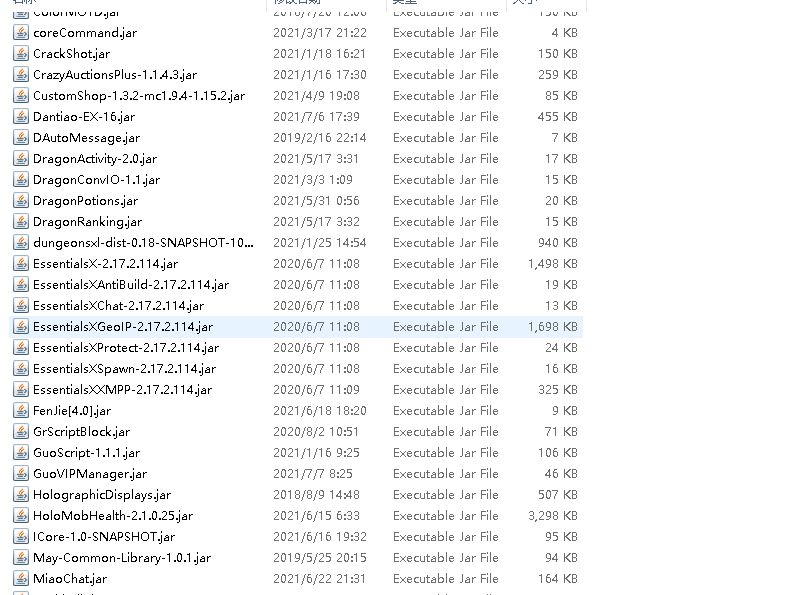 名称 修改日期 类型 大小
ColorMOTD.jar 2018/7/20 12:06 Executable Jar File 130 KB
coreCommand.jar 2021/3/17 21:22 Executable Jar File 4 KB
CrackShot.jar 2021/1/18 16:21 Executable Jar File 150 KB
CrazyAuctionsPlus-1.1.4.3.jar 2021/1/16 17:30 Executable Jar File 259 KB
CustomShop-1.3.2-mc1.9.4-1.15.2.jar 2021/4/9 19:08 Executable Jar File 85 KB
Dantiao-EX-16.jar 2021/7/6 17:39 Executable Jar File 455 KB
DAutoMessage.jar 2019/2/16 22:14 Executable Jar File 7 KB
DragonActivity-2.0.jar 2021/5/17 3:31 Executable Jar File 17 KB
DragonConvIO-1.1.jar 2021/3/3 1:09 Executable Jar File 15 KB
DragonPotions.jar 2021/5/31 0:56 Executable Jar File 20 KB
DragonRanking.jar 2021/5/17 3:32 Executable Jar File 15 KB
dungeonsxl-dist-0.18-SNAPSHOT-10... 2021/1/25 14:54 Executable Jar File 940 KB
EssentialsX-2.17.2.114.jar 2020/6/7 11:08 Executable Jar File 1,498 KB
EssentialsXAntiBuild-2.17.2.114.jar 2020/6/7 11:08 Executable Jar File 19 KB
EssentialsXChat-2.17.2.114.jar 2020/6/7 11:08 Executable Jar File 13 KB
EssentialsXGeoIP-2.17.2.114.jar 2020/6/7 11:08 Executable Jar File 1,698 KB
EssentialsXProtect-2.17.2.114.jar 2020/6/7 11:08 Executable Jar File 24 KB
EssentialsXSpawn-2.17.2.114.jar 2020/6/7 11:08 Executable Jar File 16 KB
EssentialsXXMPP-2.17.2.114.jar 2020/6/7 11:09 Executable Jar File 325 KB
FenJie[4.0].jar 2021/6/18 18:20 Executable Jar File 9 KB
GrScriptBlock.jar 2020/8/2 10:51 Executable Jar File 71 KB
GuoScript-1.1.1.jar 2021/1/16 9:25 Executable Jar File 106 KB
GuoVIPManager.jar 2021/7/7 8:25 Executable Jar File 46 KB
HolographicDisplays.jar 2018/8/9 14:48 Executable Jar File 507 KB
HoloMobHealth-2.1.0.25.jar 2021/6/15 6:33 Executable Jar File 3,298 KB
ICore-1.0-SNAPSHOT.jar 2021/6/16 19:32 Executable Jar File 95 KB
May-Common-Library-1.0.1.jar 2019/5/25 20:15 Executable Jar File 94 KB
MiaoChat.jar 2021/6/22 21:31 Executable Jar File 164 KB